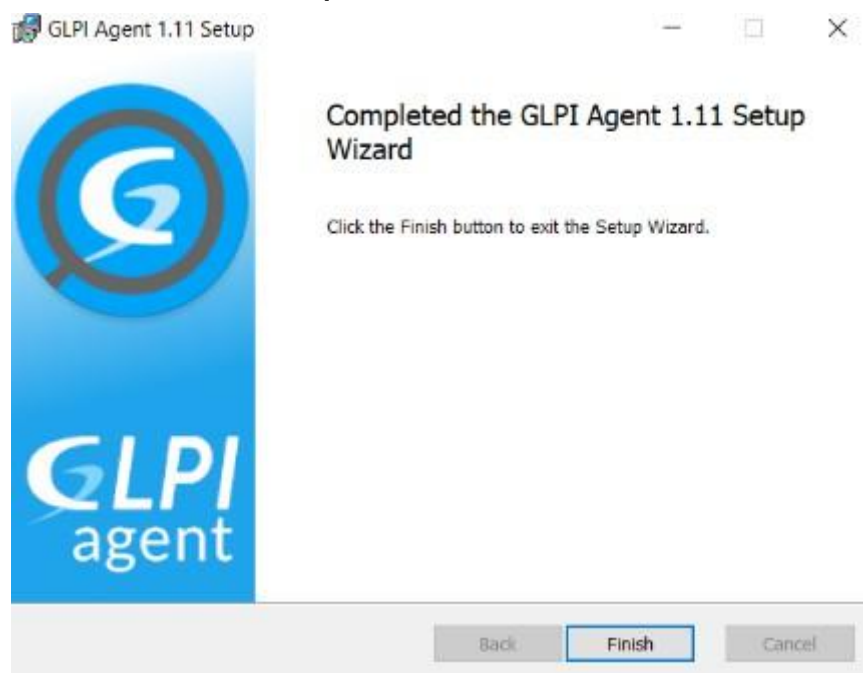 GLPI Agent 1.11 Setup
Completed the GLPI Agent 1.11 Setup
Wizard
Click the Finish button to exit the Setup Wizard.
GLPI
agent
Back
Finish
Cancel